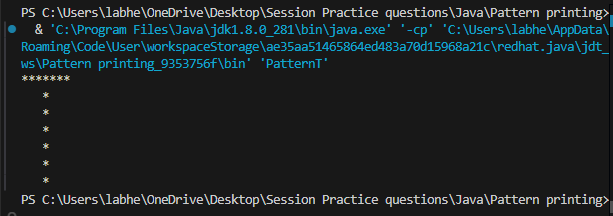 PS C:\Users\labhe\OneDrive\Desktop\Session Practice questions\Java\Pattern printing>
& 'C:\Program Files\Java\jdk1.8.0_281\bin\java.exe' '-cp' 'C:\Users\labhe\AppData\
Roaming\Code\User\workspaceStorage\ae35aa51465864ed483a70d15968a21c\redhat.java\jdt_
ws\Pattern printing_9353756f\bin' 'PatternT'
*******
   *
   *
   *
   *
   *
   *
PS C:\Users\labhe\OneDrive\Desktop\Session Practice questions\Java\Pattern printing>